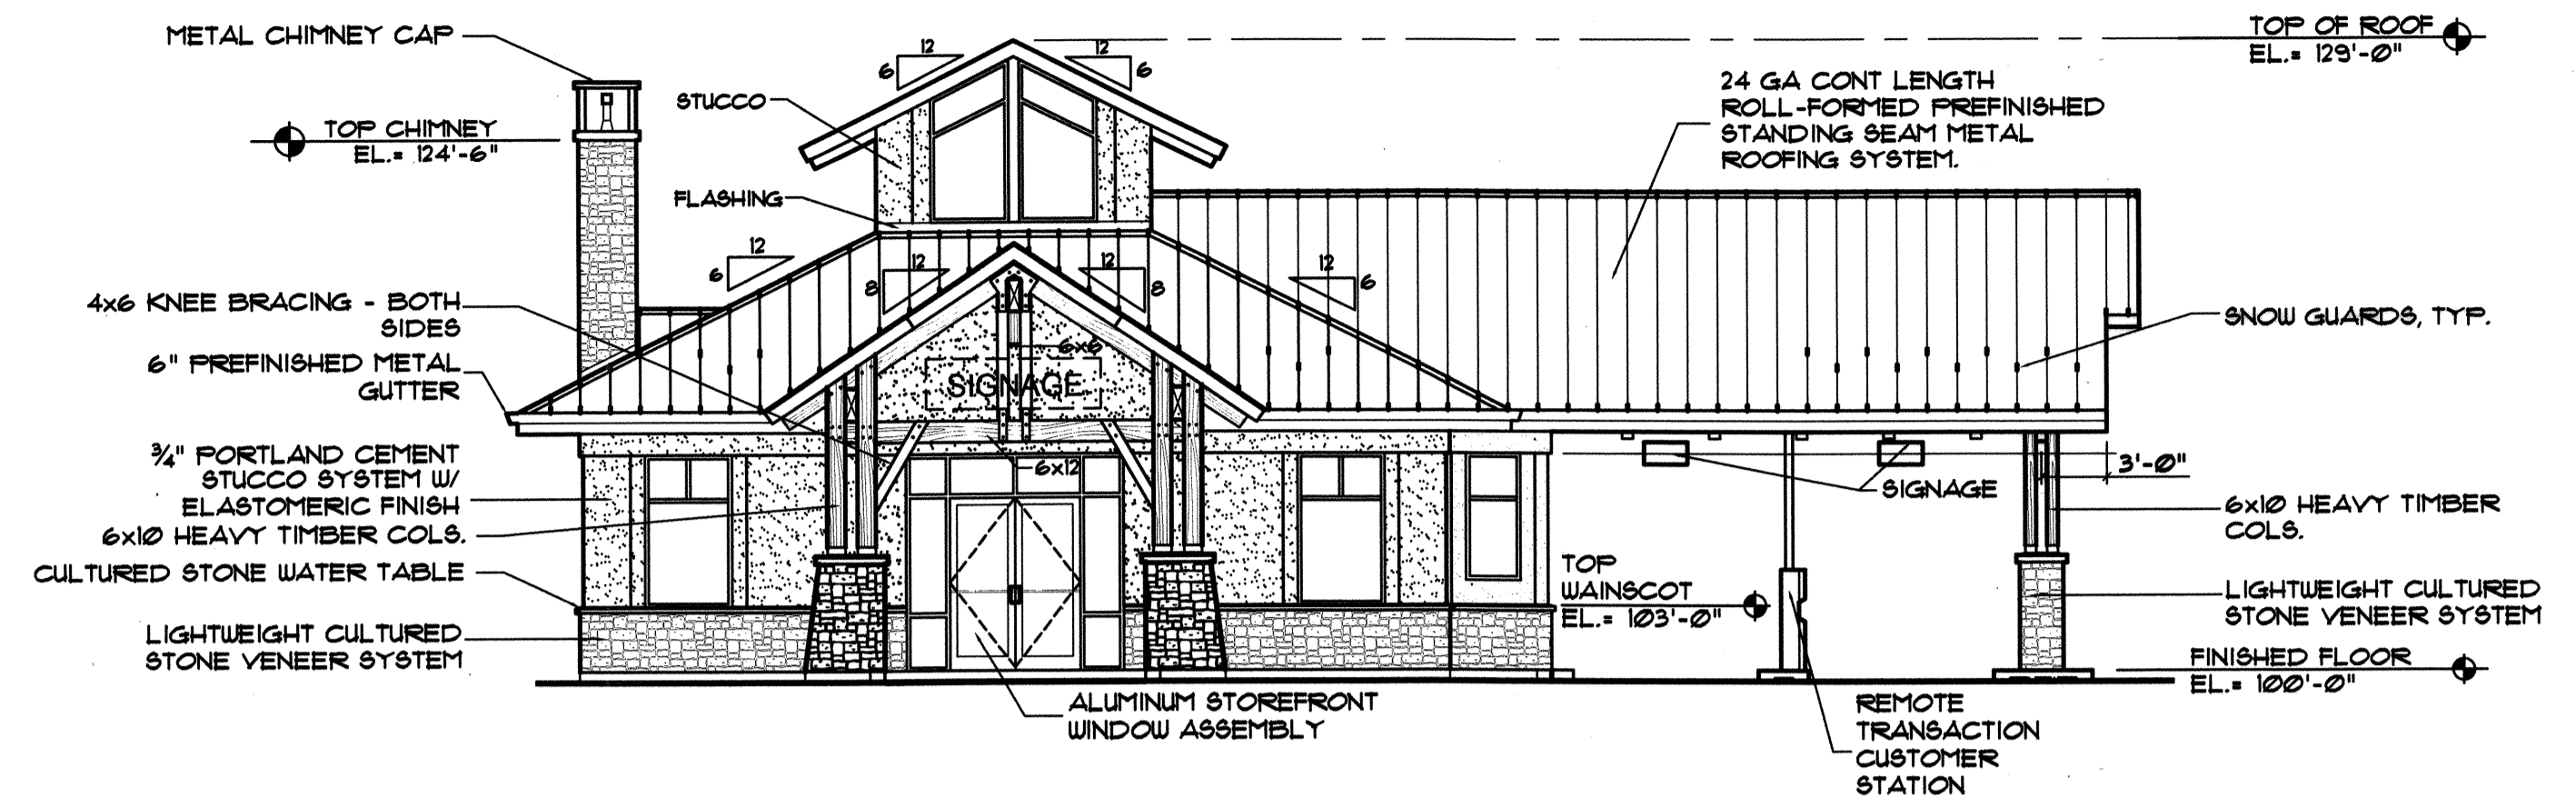 METAL CHIMNEY CAP
TOP CHIMNEY
EL.= 124'-6"
STUCCO
FLASHING
12
6
12
6
TOP OF ROOF
EL.= 129'-0"
24 GA CONT LENGTH
ROLL-FORMED PREFINISHED
STANDING SEAM METAL
ROOFING SYSTEM.
12
6
12
8
12
8
12
6
4x6 KNEE BRACING - BOTH
SIDES
6" PREFINISHED METAL
GUTTER
3/4" PORTLAND CEMENT
STUCCO SYSTEM W/
ELASTOMERIC FINISH
6x10 HEAVY TIMBER COLS.
CULTURED STONE WATER TABLE
LIGHTWEIGHT CULTURED
STONE VENEER SYSTEM
6x6
SIGNAGE
6x12
ALUMINUM STOREFRONT
WINDOW ASSEMBLY
SNOW GUARDS, TYP.
3'-0"
SIGNAGE
6x10 HEAVY TIMBER
COLS.
TOP
WAINSCOT
EL.= 103'-0"
LIGHTWEIGHT CULTURED
STONE VENEER SYSTEM
FINISHED FLOOR
EL.= 100'-0"
REMOTE
TRANSACTION
CUSTOMER
STATION